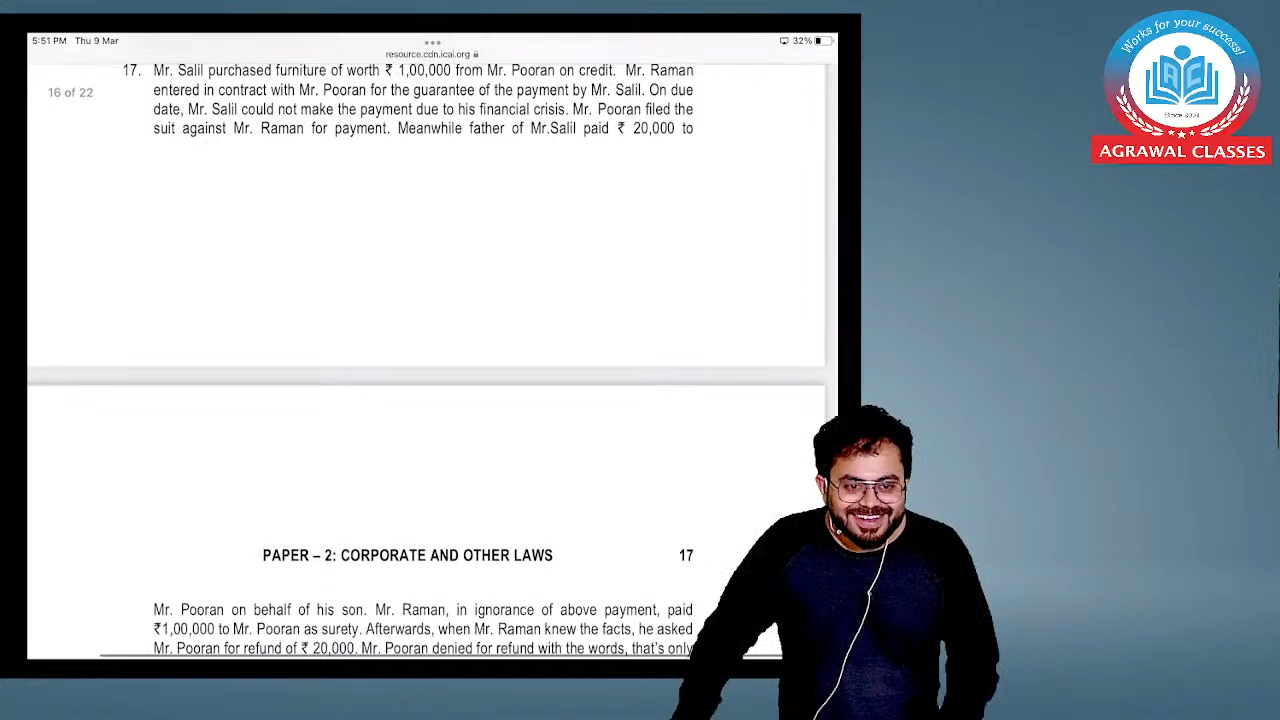 5:51 PM Thu 9 Mar
32%
resource.cdn.icai.org
16 of 22
17. Mr. Salil purchased furniture of worth ₹ 1,00,000 from Mr. Pooran on credit. Mr. Raman
entered in contract with Mr. Pooran for the guarantee of the payment by Mr. Salil. On due
date, Mr. Salil could not make the payment due to his financial crisis. Mr. Pooran filed the
suit against Mr. Raman for payment. Meanwhile father of Mr.Salil paid ₹ 20,000 to
PAPER – 2: CORPORATE AND OTHER LAWS 17
Mr. Pooran on behalf of his son. Mr. Raman, in ignorance of above payment, paid
₹1,00,000 to Mr. Pooran as surety. Afterwards, when Mr. Raman knew the facts, he asked
Mr. Pooran for refund of ₹ 20,000. Mr. Pooran denied for refund with the words, that's only
Works for your success!
AC
Since
AGRAWAL CLASSES